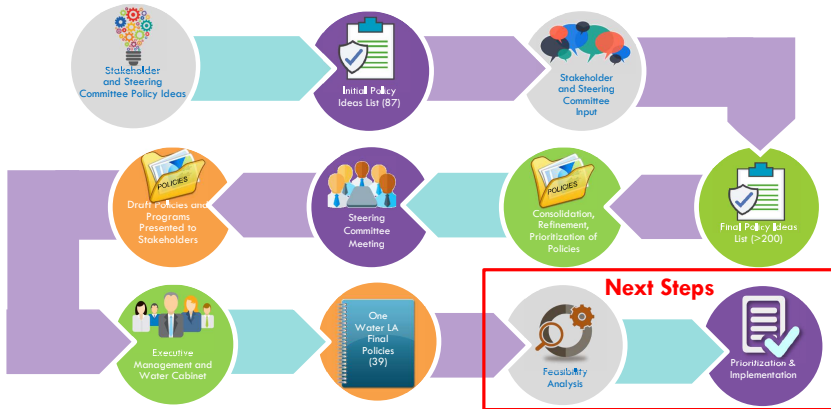 Stakeholder
and Steering
Committee Policy Ideas
Initial Policy
Ideas List (87)
Stakeholder
and Steering
Committee
Input
Final Policy Ideas
List (>200)
POLICIES
Consolidation,
Refinement,
Prioritization of
Policies
Steering
Committee
Meeting
POLICIES
Draft Policies and
Programs
Presented to
Stakeholders
Executive
Management and
Water Cabinet
One
Water LA
Final
Policies
(39)
Next Steps
Feasibility
Analysis
Prioritization &
Implementation